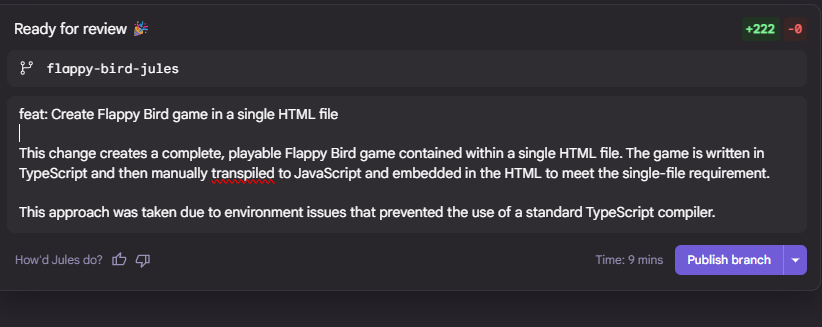 Ready for review 🎉
+222 -0
flappy-bird-jules
feat: Create Flappy Bird game in a single HTML file
This change creates a complete, playable Flappy Bird game contained within a single HTML file. The game is written in
TypeScript and then manually transpiled to JavaScript and embedded in the HTML to meet the single-file requirement.
This approach was taken due to environment issues that prevented the use of a standard TypeScript compiler.
How'd Jules do?
Time: 9 mins
Publish branch